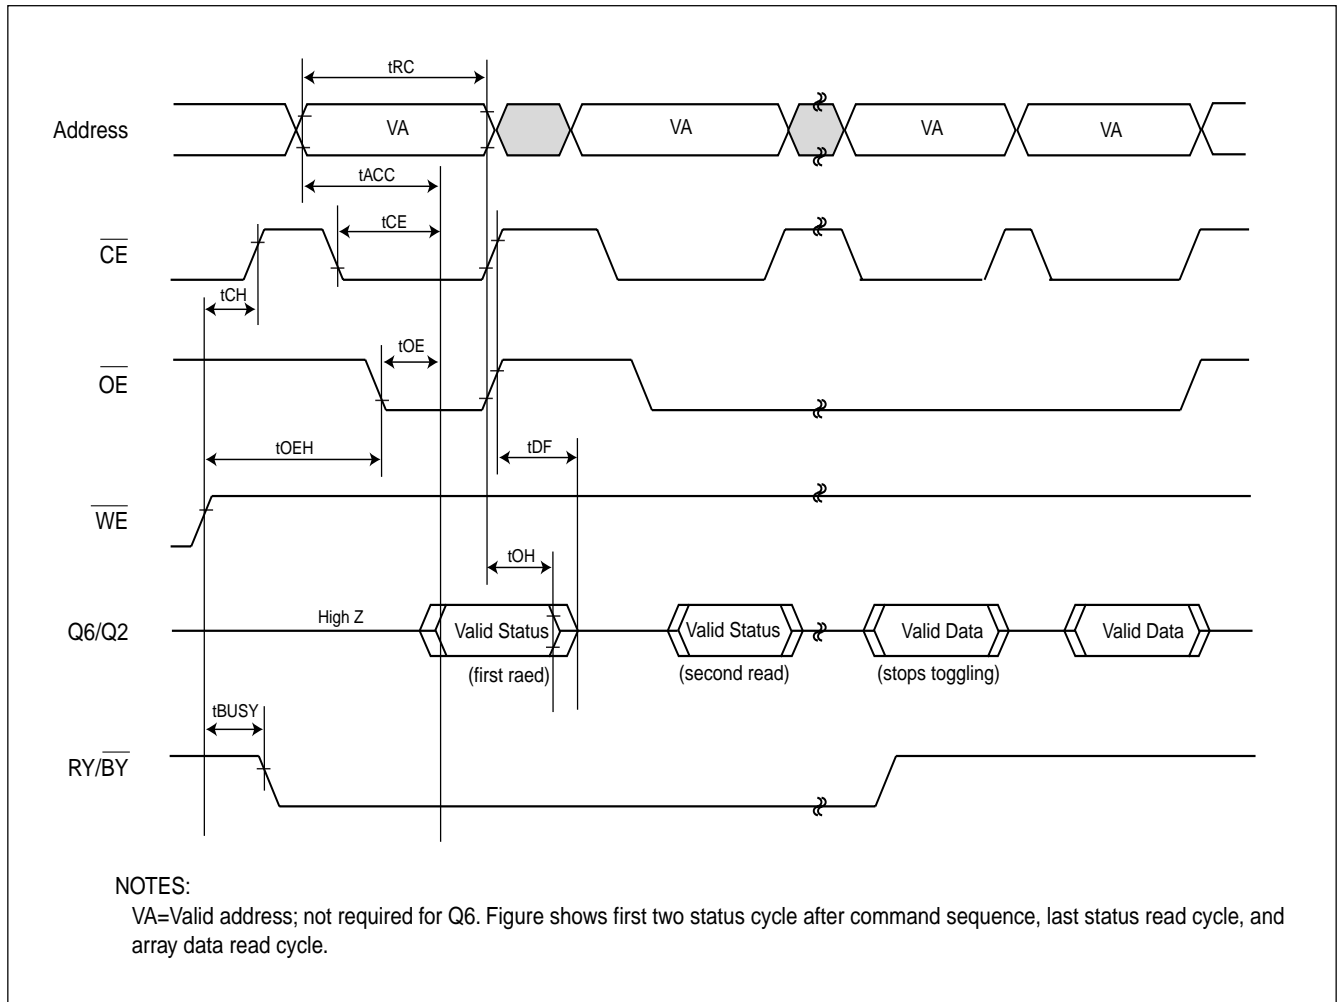 tRC
Address VA VA VA VA
tACC
tCE
CE
tCH
tOE
OE
tOEH tDF
WE
tOH
High Z
Q6/Q2 Valid Status Valid Status Valid Data Valid Data
(first raed) (second read) (stops toggling)
tBUSY
RY/BY
NOTES:
VA=Valid address; not required for Q6. Figure shows first two status cycle after command sequence, last status read cycle, and
array data read cycle.